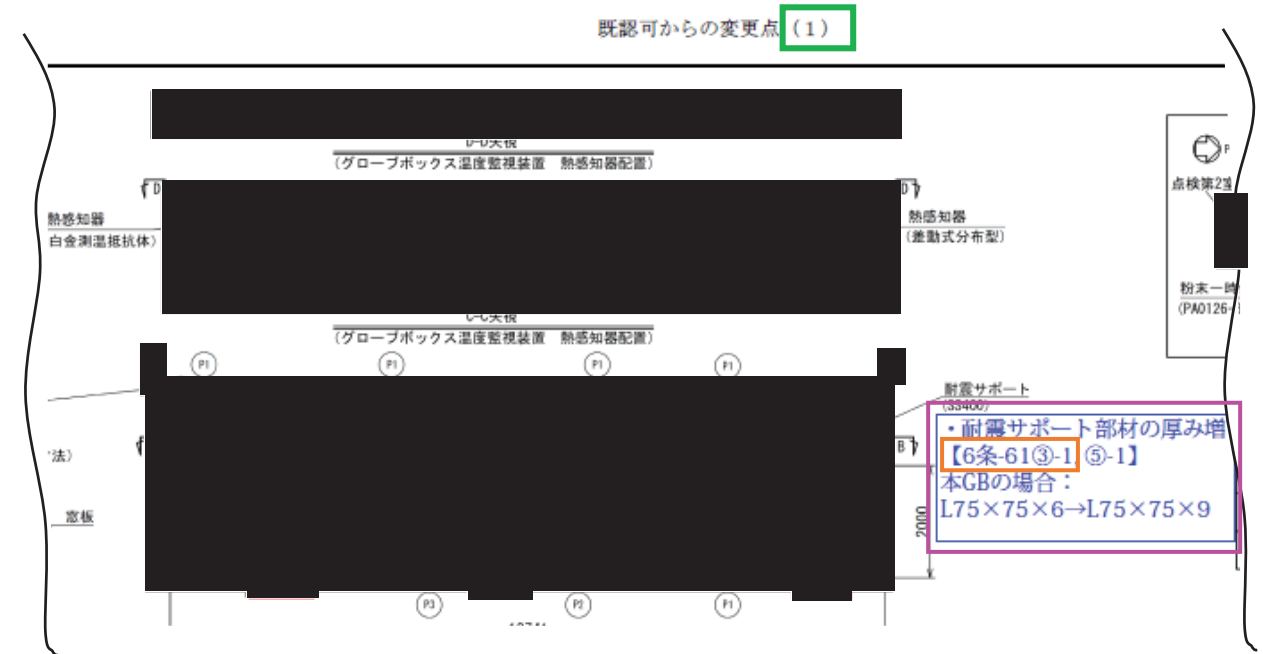 既認可からの変更点(1)
(グローブボックス温度監視装置 熱感知器配置)
D
D
熱感知器
白金測温抵抗体)
熱感知器
(差動式分布型)
点検第2室
粉末一時
(PA0126-
(グローブボックス温度監視装置 熱感知器配置)
P1
P1
P1
P1
耐震サポート
(SS400)
・耐震サポート部材の厚み増
【6条-61③-1, ⑤-1】
本GBの場合:
L75×75×6→L75×75×9
法)
B
窓板
2000
P3
P2
P1